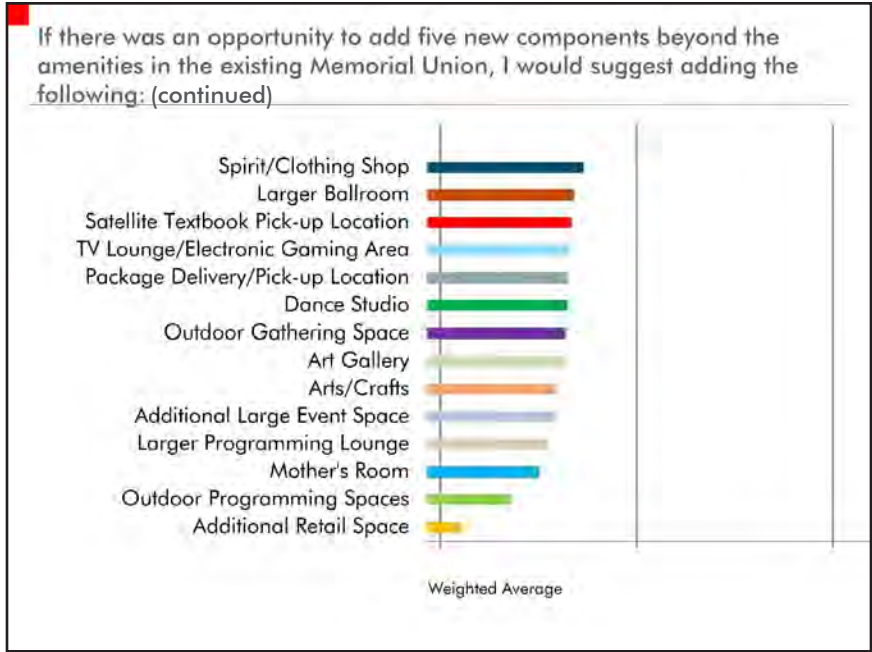 If there was an opportunity to add five new components beyond the
amenities in the existing Memorial Union, I would suggest adding the
following: (continued)
Spirit/Clothing Shop
Larger Ballroom
Satellite Textbook Pick-up Location
TV Lounge/Electronic Gaming Area
Package Delivery/Pick-up Location
Dance Studio
Outdoor Gathering Space
Art Gallery
Arts/Crafts
Additional Large Event Space
Larger Programming Lounge
Mother's Room
Outdoor Programming Spaces
Additional Retail Space
Weighted Average